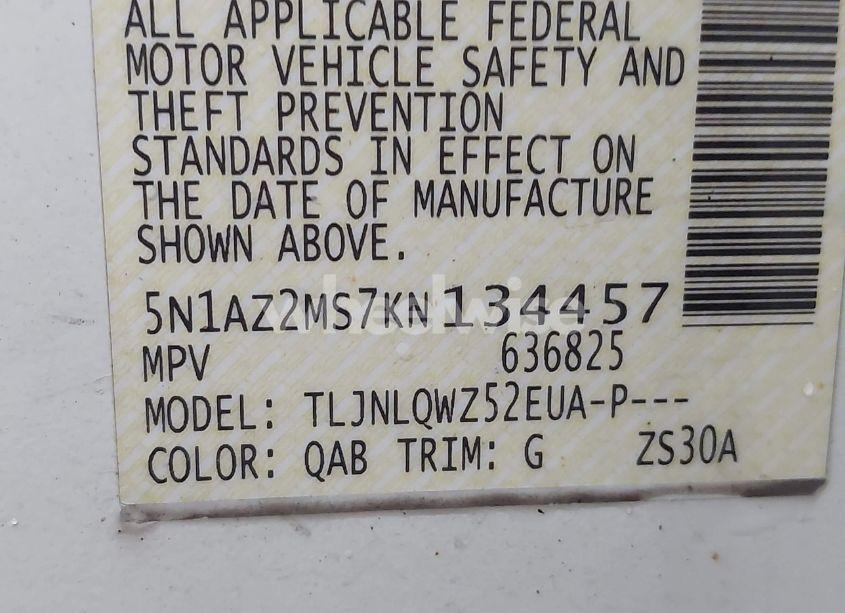 ALL APPLICABLE FEDERAL
MOTOR VEHICLE SAFETY AND
THEFT PREVENTION
STANDARDS IN EFFECT ON
THE DATE OF MANUFACTURE
SHOWN ABOVE.
5N1AZ2MS7KN134457
MPV 636825
MODEL: TLJNLQWZ52EUA-P---
COLOR: QAB TRIM: G ZS30A